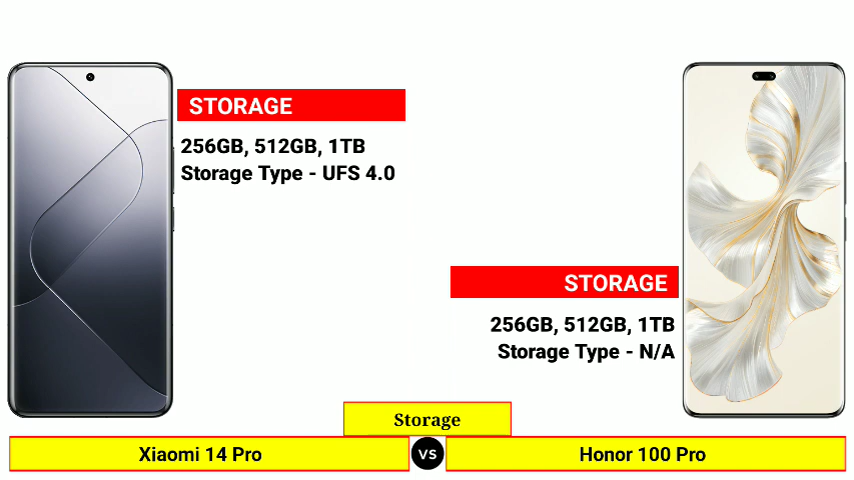 STORAGE
256GB, 512GB, 1TB
Storage Type - UFS 4.0
STORAGE
256GB, 512GB, 1TB
Storage Type - N/A
Storage
Xiaomi 14 Pro
VS
Honor 100 Pro